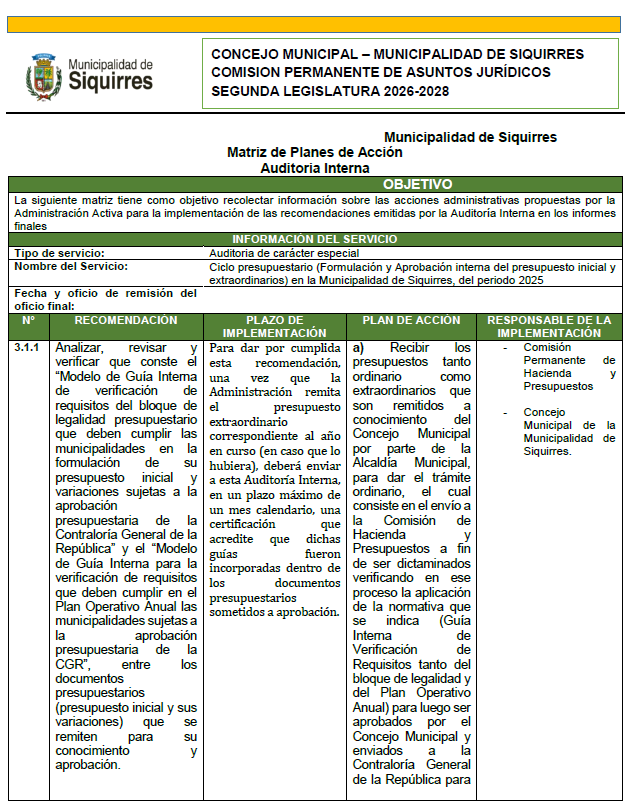 Municipalidad de
Siquirres
CONCEJO MUNICIPAL – MUNICIPALIDAD DE SIQUIRRES
COMISION PERMANENTE DE ASUNTOS JURÍDICOS
SEGUNDA LEGISLATURA 2026-2028
Municipalidad de Siquirres
Matriz de Planes de Acción
Auditoria Interna
OBJETIVO
La siguiente matriz tiene como objetivo recolectar información sobre las acciones administrativas propuestas por la
Administración Activa para la implementación de las recomendaciones emitidas por la Auditoría Interna en los informes
finales
INFORMACIÓN DEL SERVICIO
Tipo de servicio:
Auditoria de carácter especial
Nombre del Servicio:
Ciclo presupuestario (Formulación y Aprobación interna del presupuesto inicial y
extraordinarios) en la Municipalidad de Siquirres, del periodo 2025
Fecha y oficio de remisión del
oficio final:
N°
RECOMENDACIÓN
PLAZO DE
IMPLEMENTACIÓN
PLAN DE ACCIÓN
RESPONSABLE DE LA
IMPLEMENTACIÓN
3.1.1
Analizar, revisar y
verificar que conste el
“Modelo de Guía Interna
de verificación de
requisitos del bloque de
legalidad presupuestario
que deben cumplir las
municipalidades en la
formulación de su
presupuesto inicial y
variaciones sujetas a la
aprobación
presupuestaria de la
Contraloría General de la
República” y el “Modelo
de Guía Interna para la
verificación de requisitos
que deben cumplir en el
Plan Operativo Anual las
municipalidades sujetas a
la aprobación
presupuestaria de la
CGR”, entre los
documentos
presupuestarios
(presupuesto inicial y sus
variaciones) que se
remiten para su
conocimiento y
aprobación.
Para dar por cumplida
esta recomendación,
una vez que la
Administración remita
el presupuesto
extraordinario
correspondiente al año
en curso (en caso que lo
hubiera), deberá enviar
a esta Auditoría Interna,
en un plazo máximo de
un mes calendario, una
certificación que
acredite que dichas
guías fueron
incorporadas dentro de
los documentos
presupuestarios
sometidos a aprobación.
a) Recibir los
presupuestos tanto
ordinario como
extraordinarios que
son remitidos a
conocimiento del
Concejo Municipal
por parte de la
Alcaldía Municipal,
para dar el trámite
ordinario, el cual
consiste en el envío a
la Comisión de
Hacienda y
Presupuestos a fin
de ser dictaminados
verificando en ese
proceso la aplicación
de la normativa que
se indica (Guía
Interna de
Verificación de
Requisitos tanto del
bloque de legalidad y
del Plan Operativo
Anual) para luego ser
aprobados por el
Concejo Municipal y
enviados a la
Contraloría General
de la República para
- Comisión
Permanente de
Hacienda y
Presupuestos
- Concejo
Municipal de la
Municipalidad de
Siquirres.